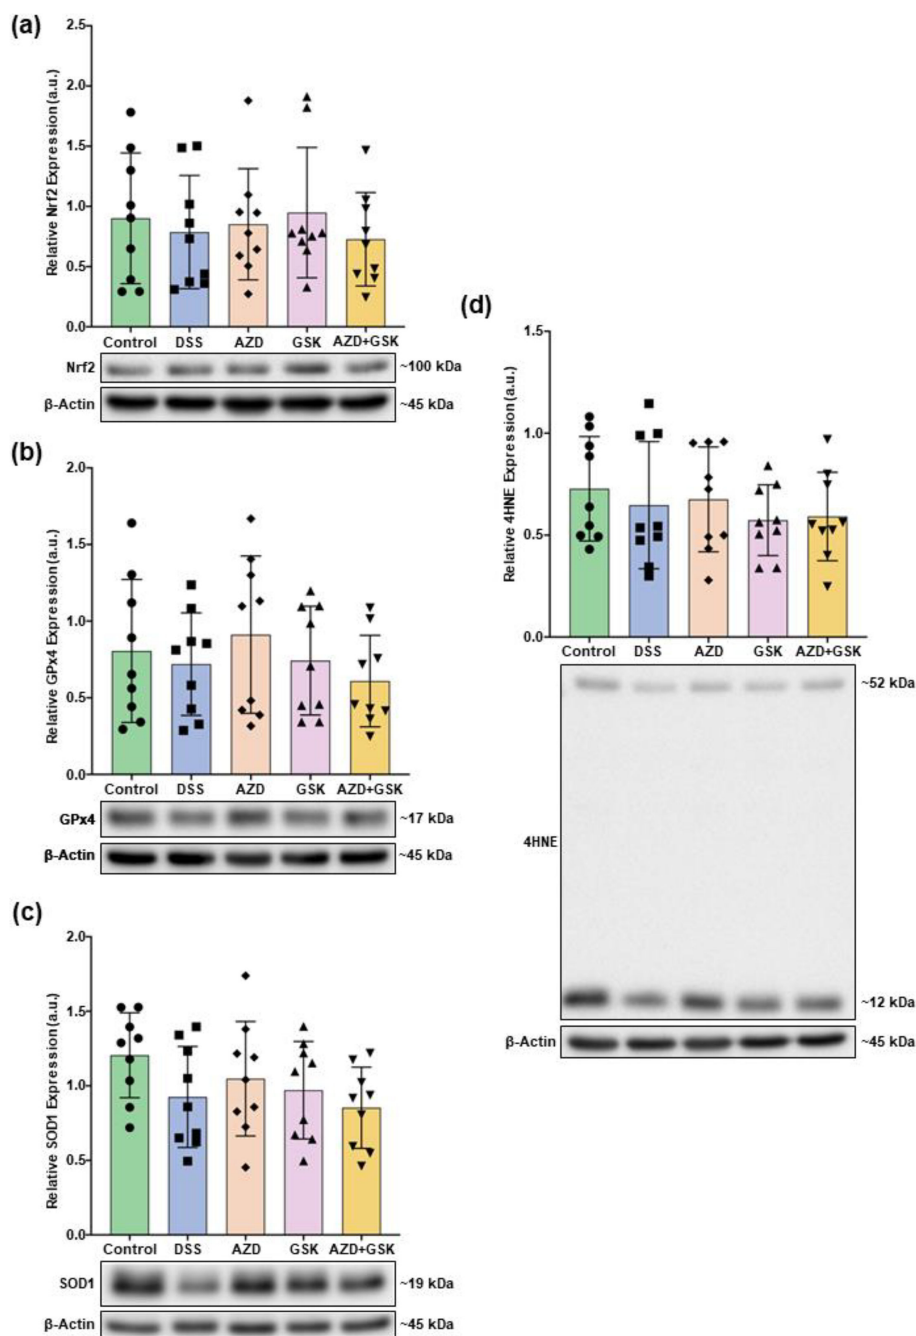 (a)
Relative Nrf2 Expression (a.u.)
2.5
2.0
1.5
1.0
0.5
0.0
Control DSS AZD GSK AZD+GSK
Nrf2 ~100 kDa
β-Actin ~45 kDa
(b)
Relative GPx4 Expression (a.u.)
2.0
1.5
1.0
0.5
0.0
Control DSS AZD GSK AZD+GSK
GPx4 ~17 kDa
β-Actin ~45 kDa
(c)
Relative SOD1 Expression (a.u.)
2.0
1.5
1.0
0.5
0.0
Control DSS AZD GSK AZD+GSK
SOD1 ~19 kDa
β-Actin ~45 kDa
(d)
Relative 4HNE Expression (a.u.)
1.5
1.0
0.5
0.0
Control DSS AZD GSK AZD+GSK
~52 kDa
4HNE
~12 kDa
β-Actin ~45 kDa